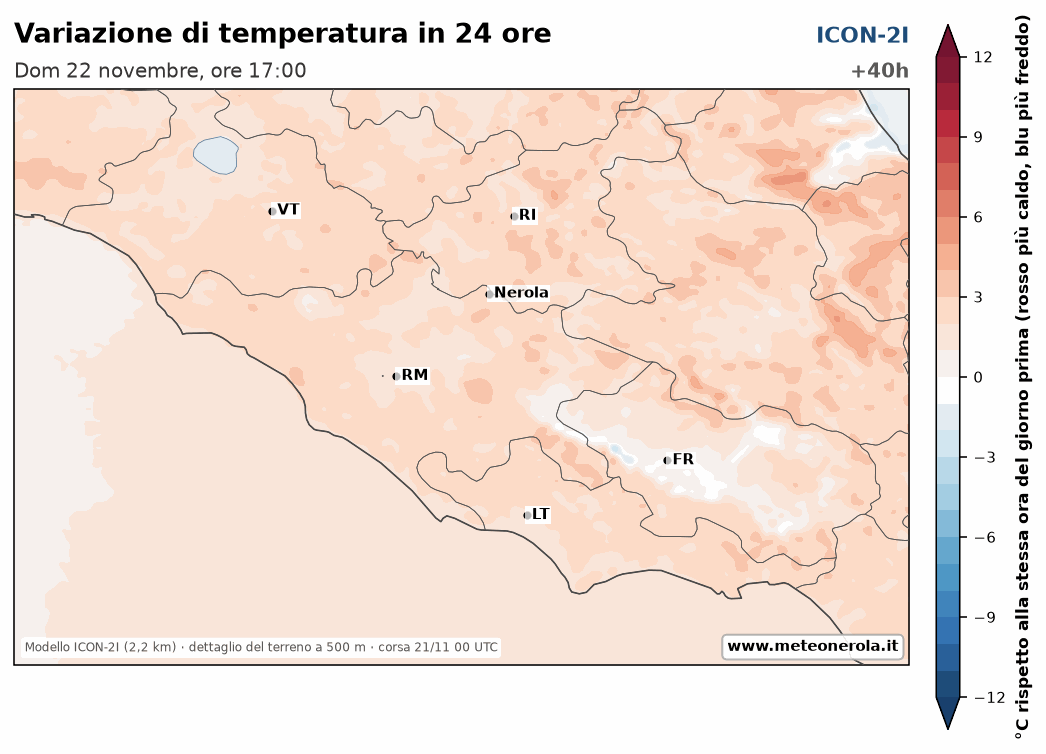 Variazione di temperatura in 24 ore
ICON-2I
Dom 22 novembre, ore 17:00
+40h
VT
RI
Nerola
RM
FR
LT
Modello ICON-2I (2,2 km) · dettaglio del terreno a 500 m · corsa 21/11 00 UTC
www.meteonerola.it
12
9
6
3
0
−3
−6
−9
−12
°C rispetto alla stessa ora del giorno prima (rosso più caldo, blu più freddo)